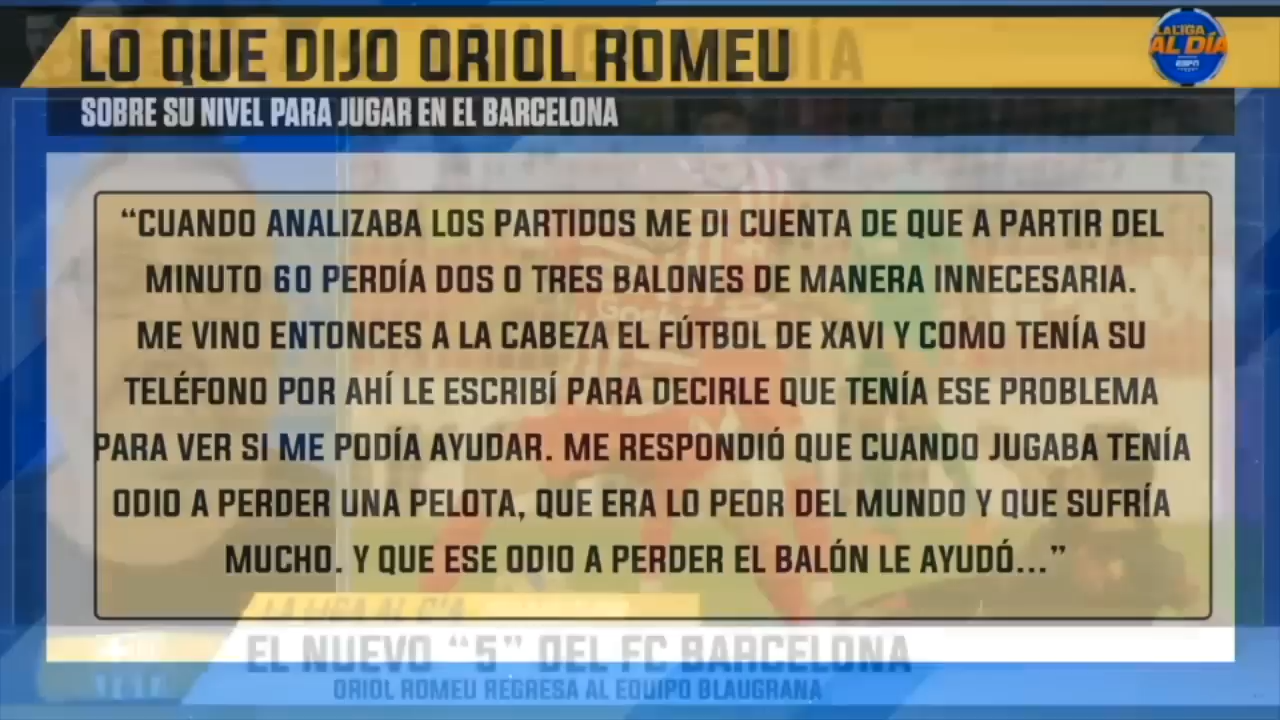 LO QUE DIJO ORIOL ROMEU
LA LIGA
AL DÍA
ESPN
SOBRE SU NIVEL PARA JUGAR EN EL BARCELONA
“CUANDO ANALIZABA LOS PARTIDOS ME DI CUENTA DE QUE A PARTIR DEL
MINUTO 60 PERDÍA DOS O TRES BALONES DE MANERA INNECESARIA.
ME VINO ENTONCES A LA CABEZA EL FÚTBOL DE XAVI Y COMO TENÍA SU
TELÉFONO POR AHÍ LE ESCRIBÍ PARA DECIRLE QUE TENÍA ESE PROBLEMA
PARA VER SI ME PODÍA AYUDAR. ME RESPONDIÓ QUE CUANDO JUGABA TENÍA
ODIO A PERDER UNA PELOTA, QUE ERA LO PEOR DEL MUNDO Y QUE SUFRÍA
MUCHO. Y QUE ESE ODIO A PERDER EL BALÓN LE AYUDÓ...”
LA LIGA AL DÍA
EL NUEVO “5” DEL FC BARCELONA
ORIOL ROMEU REGRESA AL EQUIPO BLAUGRANA